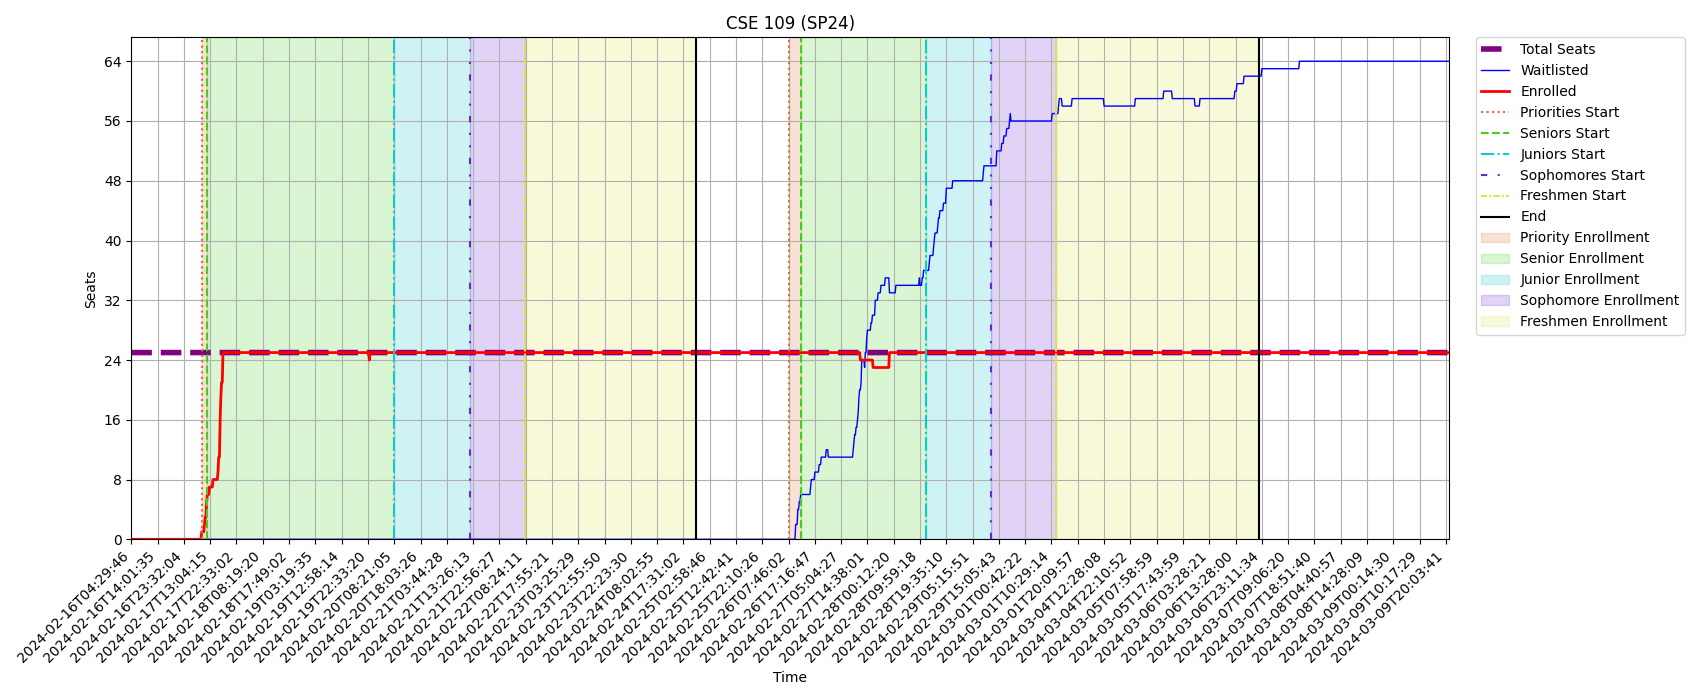 CSE 109 (SP24)
Seats
64
56
48
40
32
24
16
8
0
2024-02-16T04:29:46
2024-02-16T14:01:35
2024-02-16T23:32:04
2024-02-17T13:04:15
2024-02-17T22:33:02
2024-02-18T08:19:20
2024-02-18T17:49:02
2024-02-19T03:19:35
2024-02-19T12:58:14
2024-02-19T22:33:20
2024-02-20T08:21:05
2024-02-20T18:03:26
2024-02-21T03:44:28
2024-02-21T13:26:13
2024-02-21T22:56:27
2024-02-22T08:24:11
2024-02-22T17:55:21
2024-02-23T03:25:29
2024-02-23T12:55:50
2024-02-23T22:23:30
2024-02-24T08:02:55
2024-02-24T17:31:02
2024-02-25T02:58:46
2024-02-25T12:42:41
2024-02-25T22:10:26
2024-02-26T07:46:02
2024-02-26T17:16:47
2024-02-27T05:04:27
2024-02-27T14:38:01
2024-02-28T00:12:20
2024-02-28T09:59:18
2024-02-28T19:35:10
2024-02-29T05:15:51
2024-02-29T15:05:43
2024-03-01T00:42:22
2024-03-01T10:29:14
2024-03-01T20:09:57
2024-03-04T12:28:08
2024-03-04T22:10:52
2024-03-05T07:58:59
2024-03-05T17:43:59
2024-03-06T03:28:21
2024-03-06T13:28:00
2024-03-06T23:11:34
2024-03-07T09:06:20
2024-03-07T18:51:40
2024-03-08T04:40:57
2024-03-08T14:28:09
2024-03-09T00:14:30
2024-03-09T10:17:29
2024-03-09T20:03:41
Time
Total Seats
Waitlisted
Enrolled
Priorities Start
Seniors Start
Juniors Start
Sophomores Start
Freshmen Start
End
Priority Enrollment
Senior Enrollment
Junior Enrollment
Sophomore Enrollment
Freshmen Enrollment